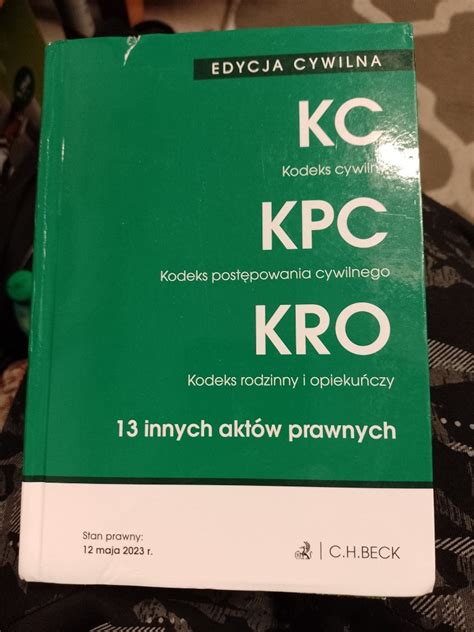 EDYCJA CYWILNA
KC
Kodeks cywilny
KPC
Kodeks postępowania cywilnego
KRO
Kodeks rodzinny i opiekuńczy
13 innych aktów prawnych
Stan prawny:
12 maja 2023 r.
C.H.BECK